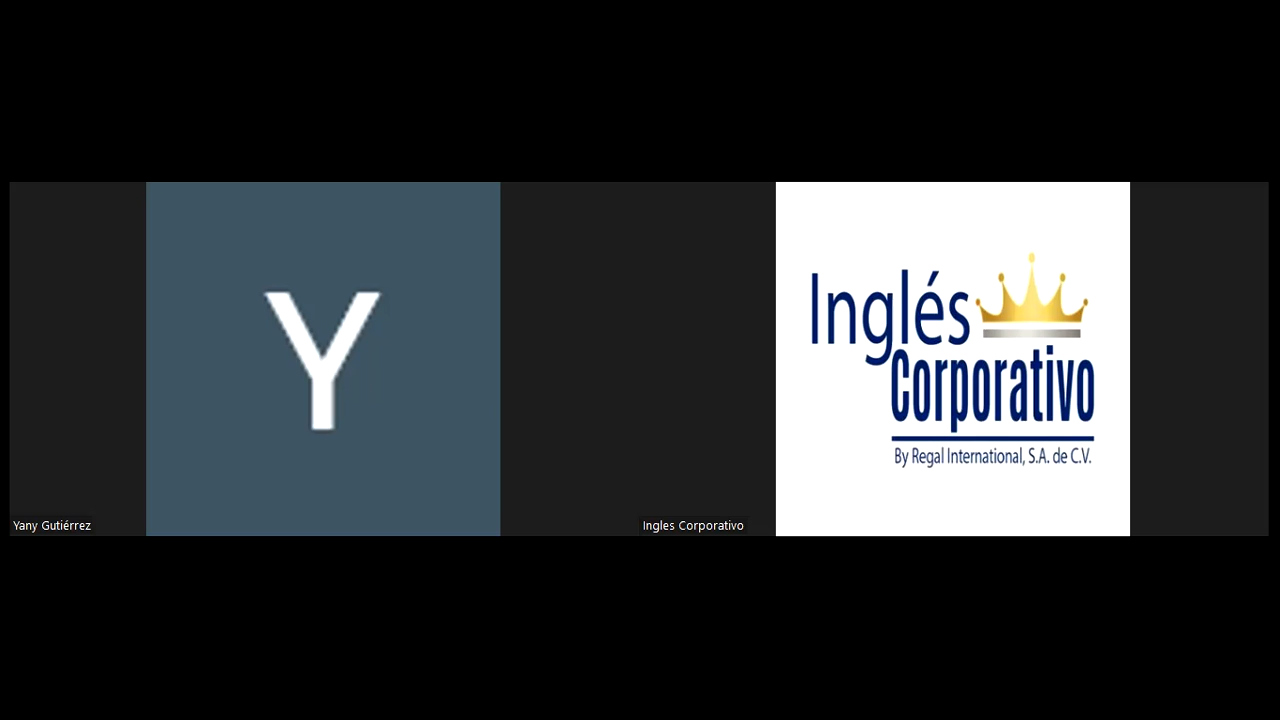 Y
Yany Gutiérrez
Inglés
Corporativo
By Regal International, S.A. de C.V.
Ingles Corporativo